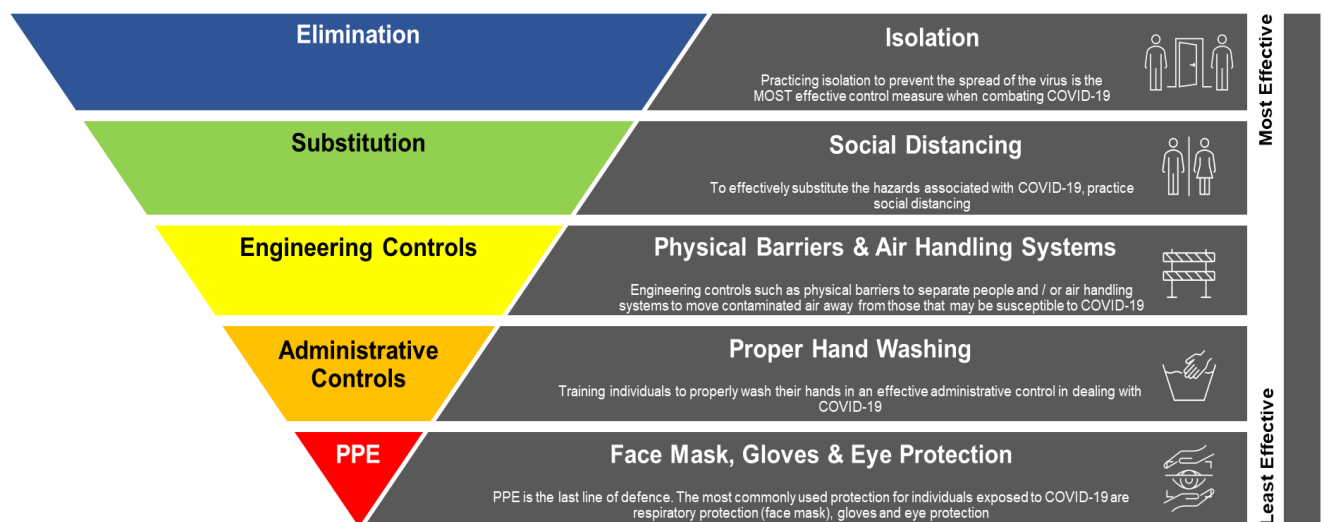 Elimination
Isolation
Practicing isolation to prevent the spread of the virus is the
MOST effective control measure when combating COVID-19
Most Effective
Substitution
Social Distancing
To effectively substitute the hazards associated with COVID-19, practice
social distancing
Engineering Controls
Physical Barriers & Air Handling Systems
Engineering controls such as physical barriers to separate people and / or air handling
systems to move contaminated air away from those that may be susceptible to COVID-19
Administrative
Controls
Proper Hand Washing
Training individuals to properly wash their hands in an effective administrative control in dealing with
COVID-19
PPE
Face Mask, Gloves & Eye Protection
PPE is the last line of defence. The most commonly used protection for individuals exposed to COVID-19 are
respiratory protection (face mask), gloves and eye protection
Least Effective